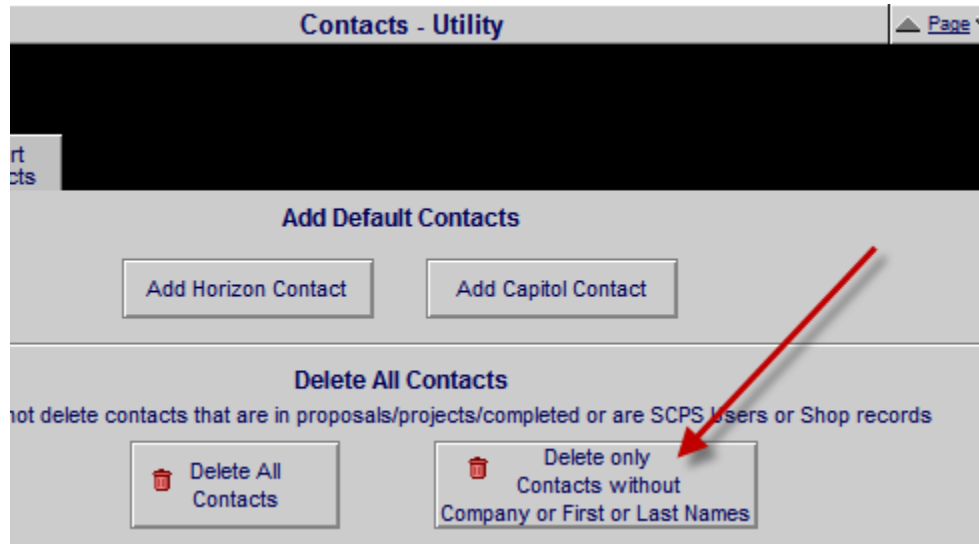 Contacts - Utility
Page
rt
cts
Add Default Contacts
Add Horizon Contact
Add Capitol Contact
Delete All Contacts
not delete contacts that are in proposals/projects/completed or are SCPS Users or Shop records
Delete All
Contacts
Delete only
Contacts without
Company or First or Last Names